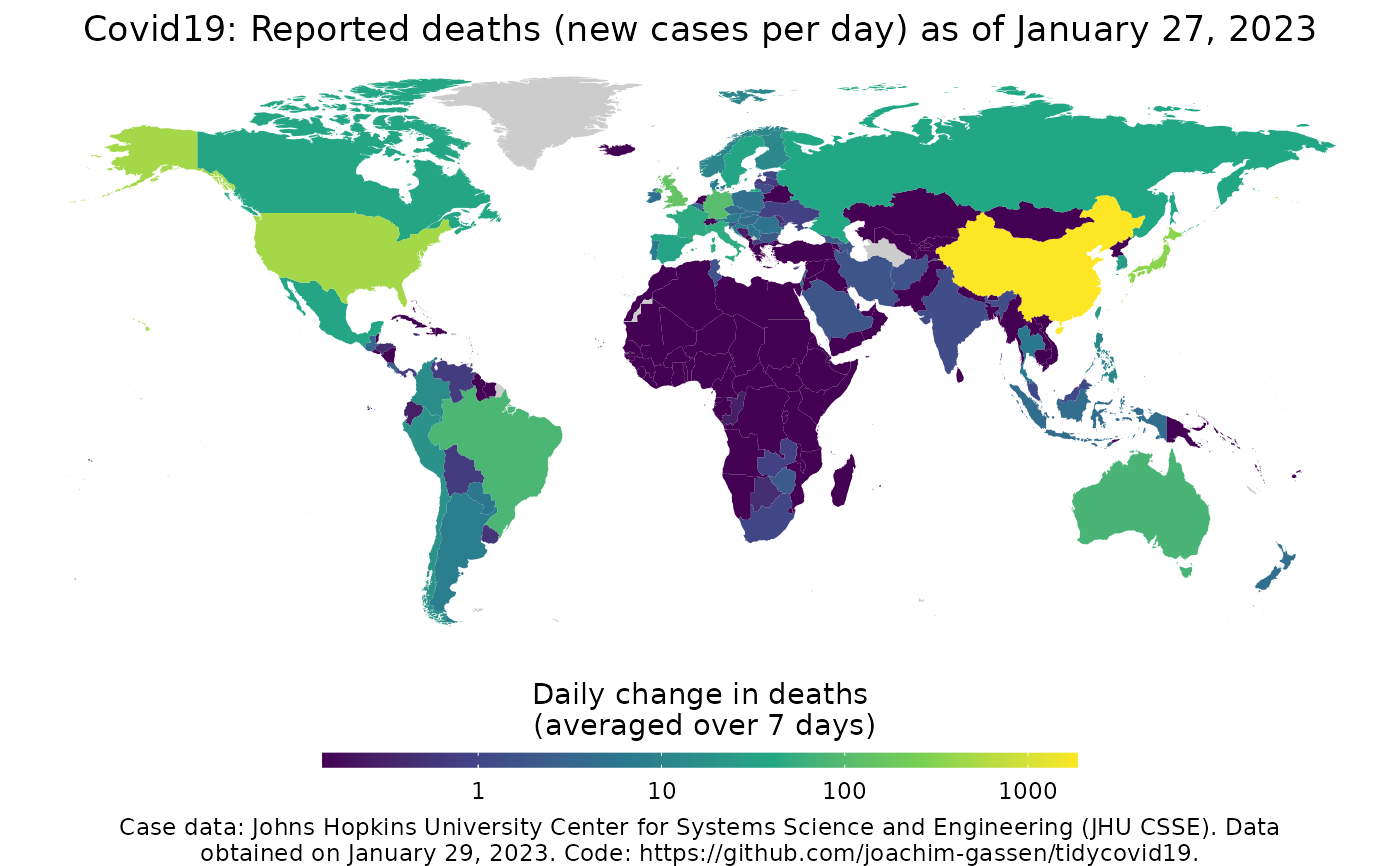 Covid19: Reported deaths (new cases per day) as of January 27, 2023
Daily change in deaths
(averaged over 7 days)
1 10 100 1000
Case data: Johns Hopkins University Center for Systems Science and Engineering (JHU CSSE). Data
obtained on January 29, 2023. Code: https://github.com/joachim-gassen/tidycovid19.